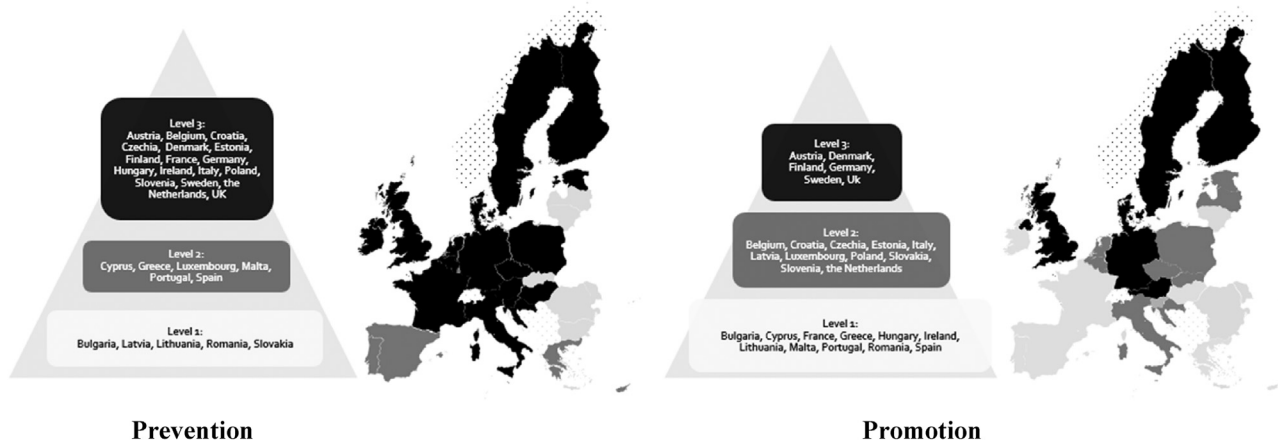 Level 3:
Austria, Belgium, Croatia,
Czechia, Denmark, Estonia,
Finland, France, Germany,
Hungary, Ireland, Italy, Poland,
Slovenia, Sweden, the
Netherlands, UK
Level 2:
Cyprus, Greece, Luxembourg, Malta,
Portugal, Spain
Level 1:
Bulgaria, Latvia, Lithuania, Romania, Slovakia
Prevention
Level 3:
Austria, Denmark,
Finland, Germany,
Sweden, Uk
Level 2:
Belgium, Croatia, Czechia, Estonia, Italy,
Latvia, Luxembourg, Poland, Slovakia,
Slovenia, the Netherlands
Level 1:
Bulgaria, Cyprus, France, Greece, Hungary, Ireland,
Lithuania, Malta, Portugal, Romania, Spain
Promotion